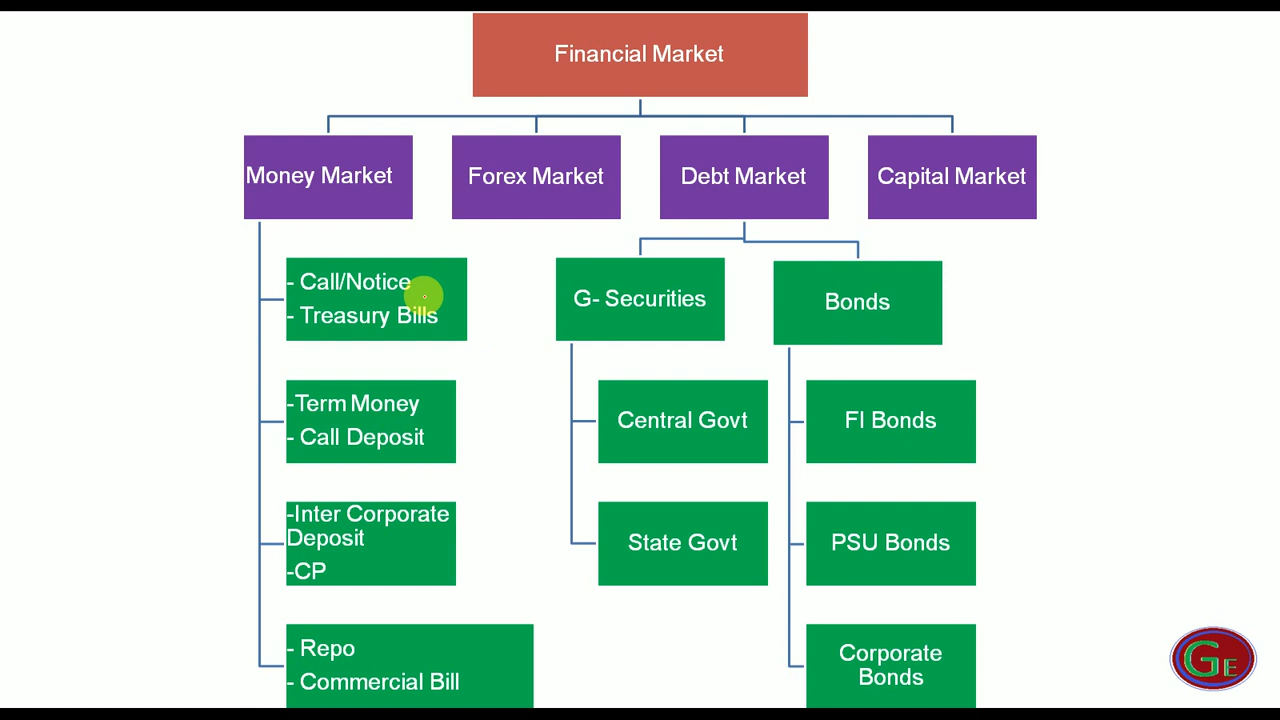 Financial Market
Money Market
Forex Market
Debt Market
Capital Market
- Call/Notice
- Treasury Bills
G- Securities
Bonds
-Term Money
- Call Deposit
Central Govt
FI Bonds
-Inter Corporate
Deposit
-CP
State Govt
PSU Bonds
- Repo
- Commercial Bill
Corporate
Bonds
GE